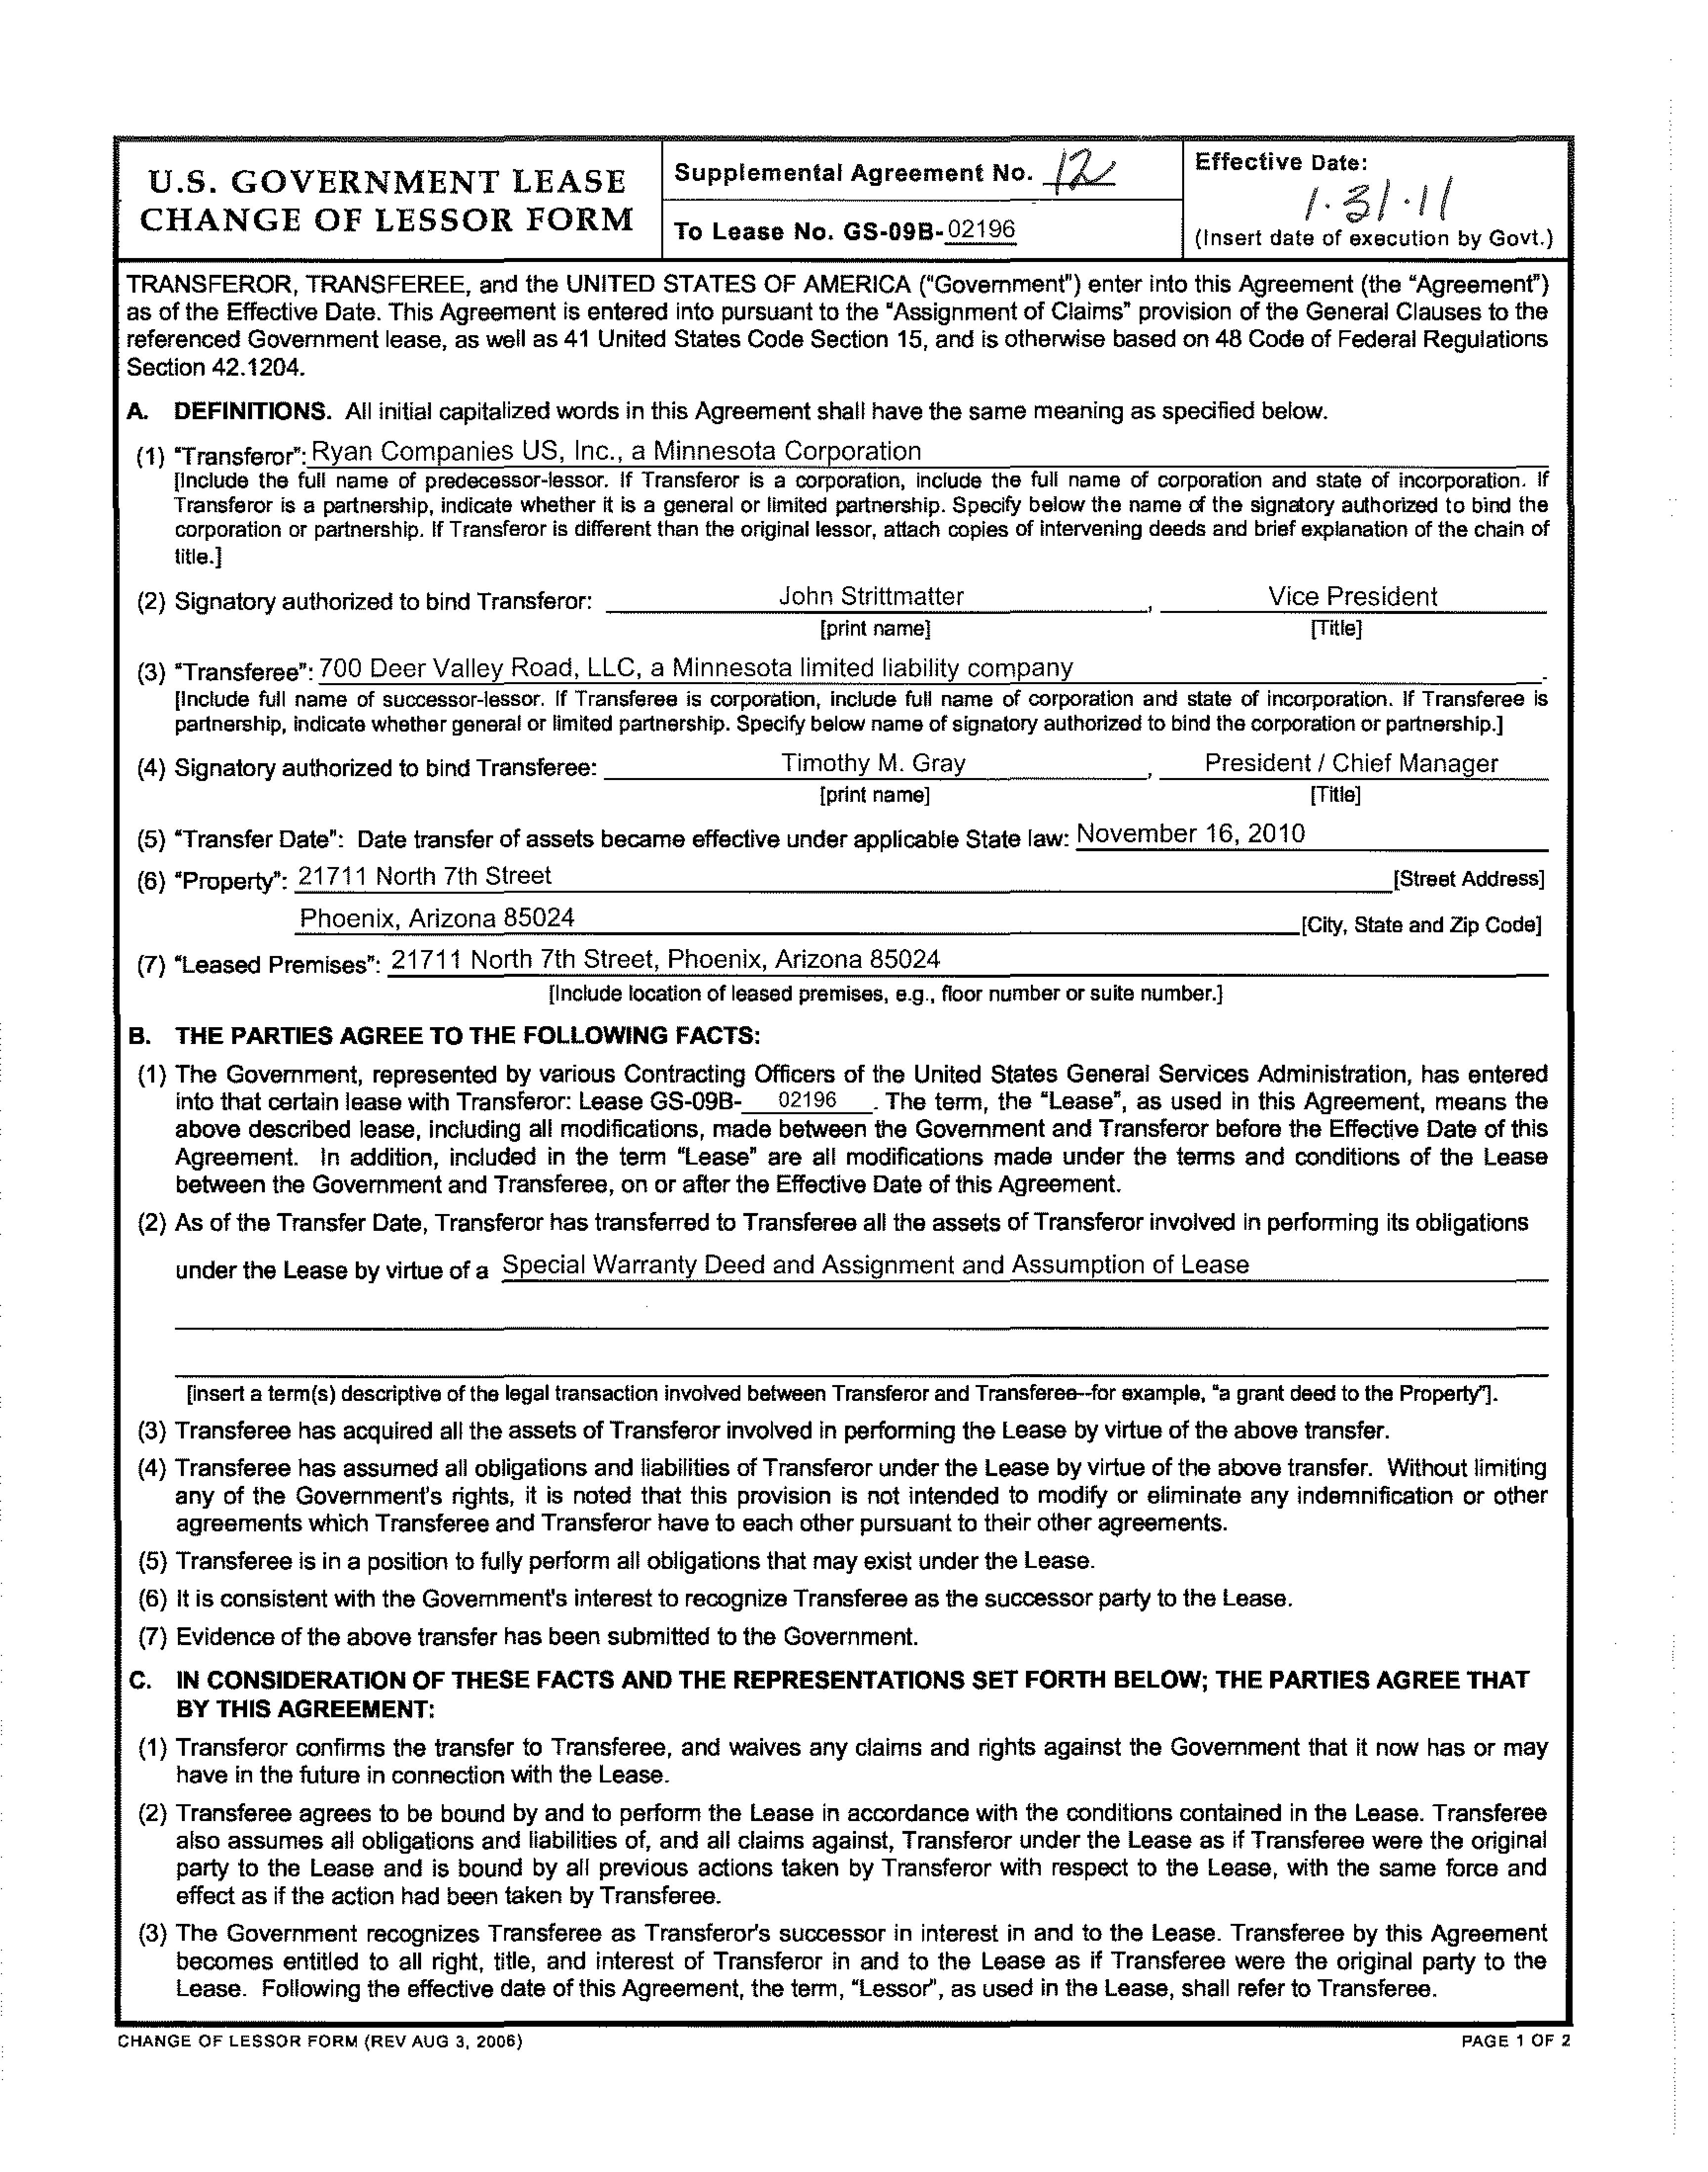 U.S. GOVERNMENT LEASE
CHANGE OF LESSOR FORM
Supplemental Agreement No. 12
To Lease No. GS-09B-02196
Effective Date:
1.31.11
(Insert date of execution by Govt.)
TRANSFEROR, TRANSFEREE, and the UNITED STATES OF AMERICA ("Government") enter into this Agreement (the "Agreement")
as of the Effective Date. This Agreement is entered into pursuant to the "Assignment of Claims" provision of the General Clauses to the
referenced Government lease, as well as 41 United States Code Section 15, and is otherwise based on 48 Code of Federal Regulations
Section 42.1204.
A. DEFINITIONS. All initial capitalized words in this Agreement shall have the same meaning as specified below.
(1) "Transferor": Ryan Companies US, Inc., a Minnesota Corporation
[Include the full name of predecessor-lessor. If Transferor is a corporation, include the full name of corporation and state of incorporation. If
Transferor is a partnership, indicate whether it is a general or limited partnership. Specify below the name of the signatory authorized to bind the
corporation or partnership. If Transferor is different than the original lessor, attach copies of intervening deeds and brief explanation of the chain of
title.]
(2) Signatory authorized to bind Transferor: John Strittmatter, Vice President
[print name] [Title]
(3) "Transferee": 700 Deer Valley Road, LLC, a Minnesota limited liability company.
[Include full name of successor-lessor. If Transferee is corporation, include full name of corporation and state of incorporation. If Transferee is
partnership, indicate whether general or limited partnership. Specify below name of signatory authorized to bind the corporation or partnership.]
(4) Signatory authorized to bind Transferee: Timothy M. Gray, President / Chief Manager
[print name] [Title]
(5) "Transfer Date": Date transfer of assets became effective under applicable State law: November 16, 2010
(6) "Property": 21711 North 7th Street [Street Address]
Phoenix, Arizona 85024 [City, State and Zip Code]
(7) "Leased Premises": 21711 North 7th Street, Phoenix, Arizona 85024
[Include location of leased premises, e.g., floor number or suite number.]
B. THE PARTIES AGREE TO THE FOLLOWING FACTS:
(1) The Government, represented by various Contracting Officers of the United States General Services Administration, has entered
into that certain lease with Transferor: Lease GS-09B- 02196 . The term, the "Lease", as used in this Agreement, means the
above described lease, including all modifications, made between the Government and Transferor before the Effective Date of this
Agreement. In addition, included in the term "Lease" are all modifications made under the terms and conditions of the Lease
between the Government and Transferee, on or after the Effective Date of this Agreement.
(2) As of the Transfer Date, Transferor has transferred to Transferee all the assets of Transferor involved in performing its obligations
under the Lease by virtue of a Special Warranty Deed and Assignment and Assumption of Lease
[insert a term(s) descriptive of the legal transaction involved between Transferor and Transferee--for example, "a grant deed to the Property"].
(3) Transferee has acquired all the assets of Transferor involved in performing the Lease by virtue of the above transfer.
(4) Transferee has assumed all obligations and liabilities of Transferor under the Lease by virtue of the above transfer. Without limiting
any of the Government's rights, it is noted that this provision is not intended to modify or eliminate any indemnification or other
agreements which Transferee and Transferor have to each other pursuant to their other agreements.
(5) Transferee is in a position to fully perform all obligations that may exist under the Lease.
(6) It is consistent with the Government's interest to recognize Transferee as the successor party to the Lease.
(7) Evidence of the above transfer has been submitted to the Government.
C. IN CONSIDERATION OF THESE FACTS AND THE REPRESENTATIONS SET FORTH BELOW; THE PARTIES AGREE THAT
BY THIS AGREEMENT:
(1) Transferor confirms the transfer to Transferee, and waives any claims and rights against the Government that it now has or may
have in the future in connection with the Lease.
(2) Transferee agrees to be bound by and to perform the Lease in accordance with the conditions contained in the Lease. Transferee
also assumes all obligations and liabilities of, and all claims against, Transferor under the Lease as if Transferee were the original
party to the Lease and is bound by all previous actions taken by Transferor with respect to the Lease, with the same force and
effect as if the action had been taken by Transferee.
(3) The Government recognizes Transferee as Transferor's successor in interest in and to the Lease. Transferee by this Agreement
becomes entitled to all right, title, and interest of Transferor in and to the Lease as if Transferee were the original party to the
Lease. Following the effective date of this Agreement, the term, "Lessor", as used in the Lease, shall refer to Transferee.
CHANGE OF LESSOR FORM (REV AUG 3, 2006)
PAGE 1 OF 2